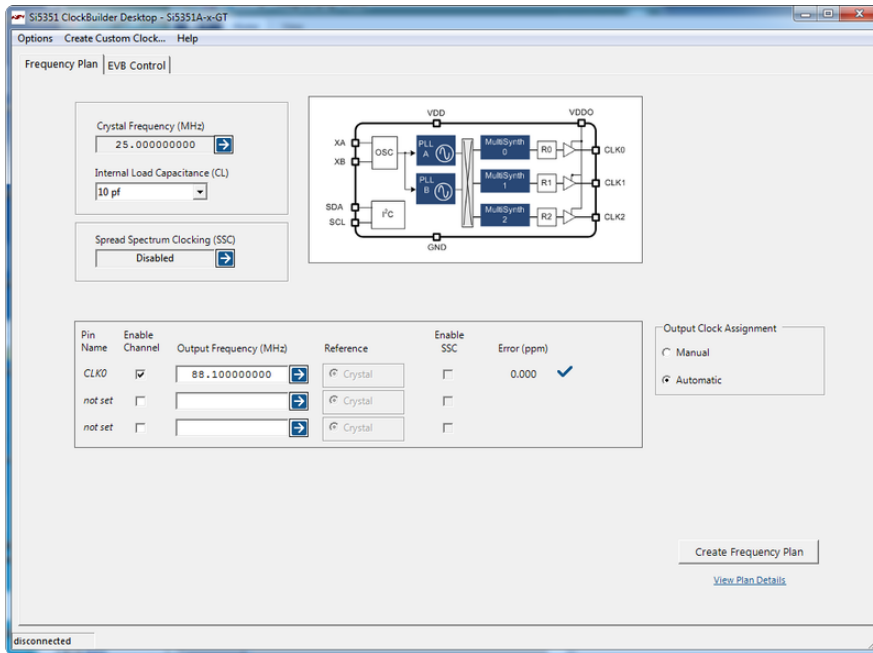 Si5351 ClockBuilder Desktop - Si5351A-x-GT
Options Create Custom Clock... Help
Frequency Plan EVB Control
Crystal Frequency (MHz)
25.000000000
Internal Load Capacitance (CL)
10 pf
Spread Spectrum Clocking (SSC)
Disabled
VDD VDDO
XA
XB
OSC
PLL
A
PLL
B
MultiSynth
0
R0
CLK0
MultiSynth
1
R1
CLK1
MultiSynth
2
R2
CLK2
SDA
SCL
I²C
GND
Pin
Name
Enable
Channel
Output Frequency (MHz)
Reference
Enable
SSC
Error (ppm)
CLK0 88.100000000 Crystal 0.000
not set Crystal
not set Crystal
Output Clock Assignment
Manual
Automatic
Create Frequency Plan
View Plan Details
disconnected